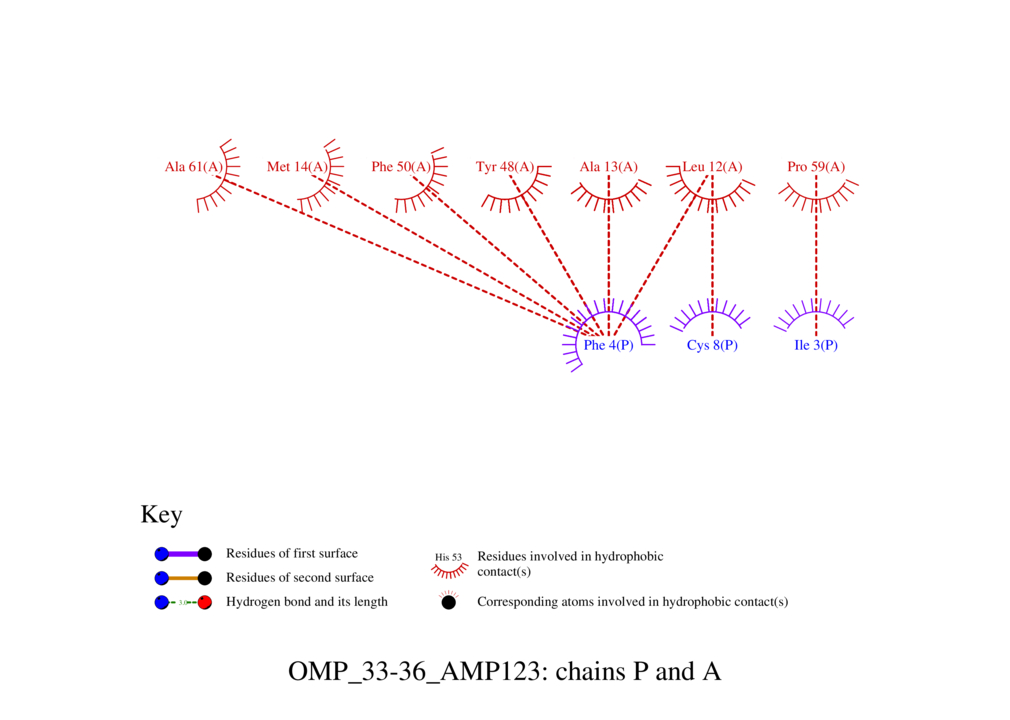 Ala 61(A) Met 14(A) Phe 50(A) Tyr 48(A) Ala 13(A) Leu 12(A) Pro 59(A)
Phe 4(P) Cys 8(P) Ile 3(P)
Key
Residues of first surface
Residues of second surface
3.0
Hydrogen bond and its length
His 53
Residues involved in hydrophobic
contact(s)
Corresponding atoms involved in hydrophobic contact(s)
OMP_33-36_AMP123: chains P and A